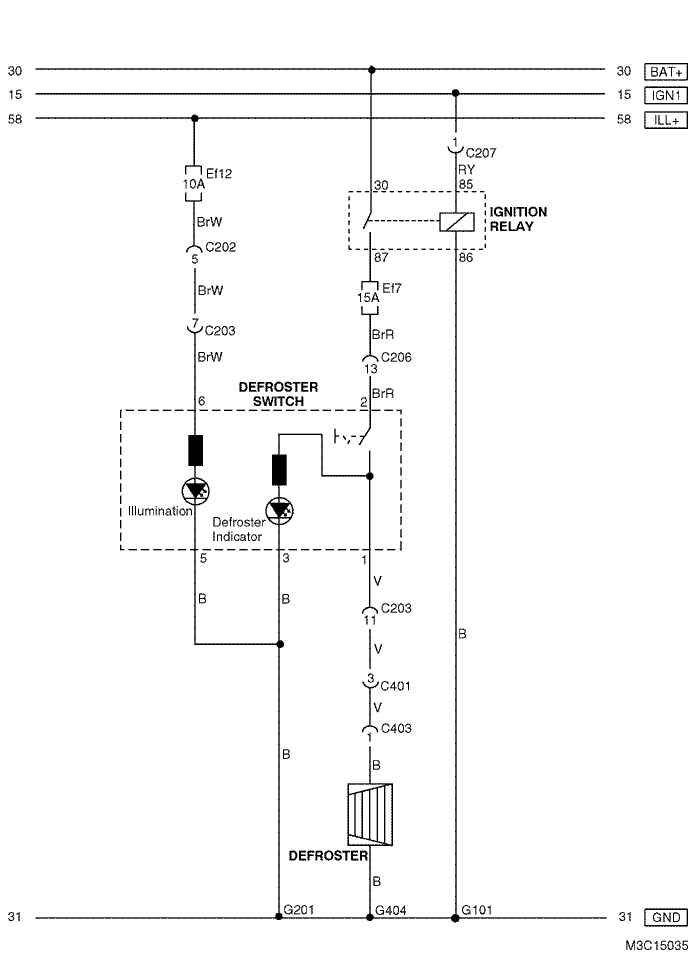 30 30 BAT+
15 15 IGN1
58 58 ILL+
1 C207
RY
Ef12
10A
30 85
IGNITION
RELAY
BrW
C202
5
87 86
BrW
Ef7
15A
7 C203
BrR
BrW
C206
13
DEFROSTER
SWITCH
BrR
6 2
Illumination
Defroster
Indicator
5 3 1
V
B B
C203
11
B
V
3 C401
V
C403
1
B B
DEFROSTER
B
G201 G404 G101
31 31 GND
M3C15035